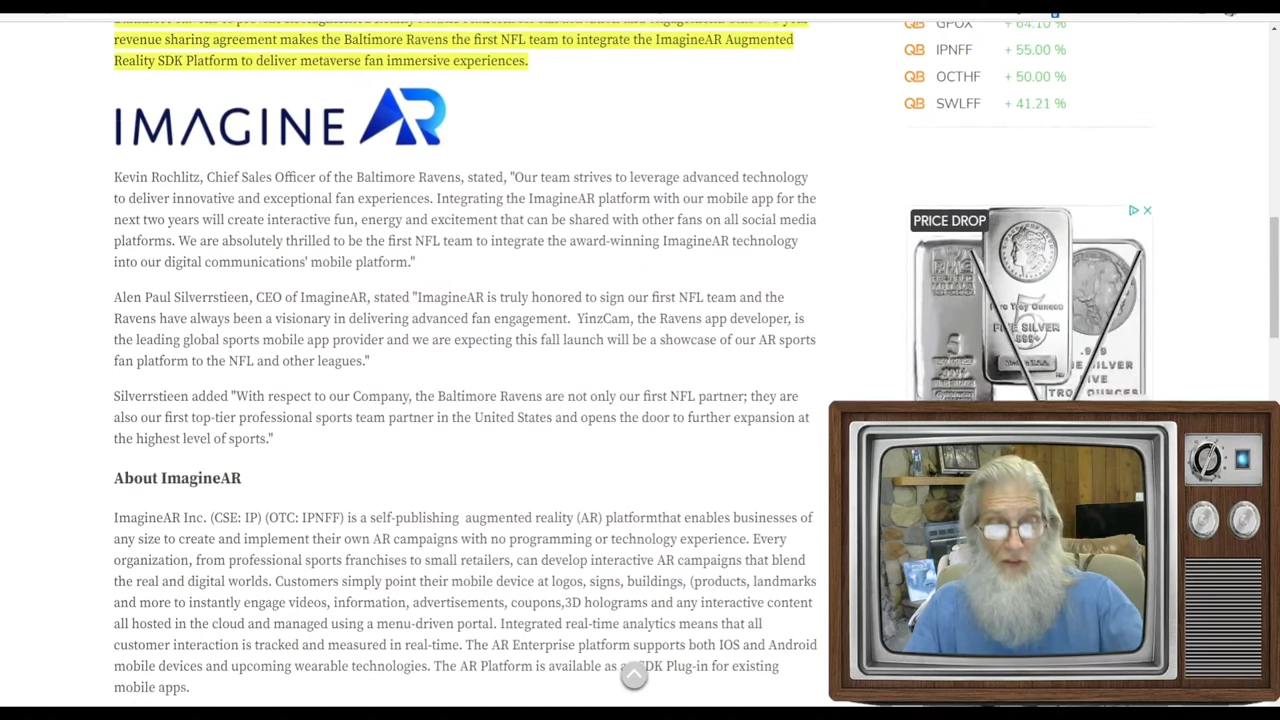 revenue sharing agreement makes the Baltimore Ravens the first NFL team to integrate the ImagineAR Augmented
Reality SDK Platform to deliver metaverse fan immersive experiences.
IMAGINE AR
Kevin Rochlitz, Chief Sales Officer of the Baltimore Ravens, stated, "Our team strives to leverage advanced technology
to deliver innovative and exceptional fan experiences. Integrating the ImagineAR platform with our mobile app for the
next two years will create interactive fun, energy and excitement that can be shared with other fans on all social media
platforms. We are absolutely thrilled to be the first NFL team to integrate the award-winning ImagineAR technology
into our digital communications' mobile platform."
Alen Paul Silverrstieen, CEO of ImagineAR, stated "ImagineAR is truly honored to sign our first NFL team and the
Ravens have always been a visionary in delivering advanced fan engagement. YinzCam, the Ravens app developer, is
the leading global sports mobile app provider and we are expecting this fall launch will be a showcase of our AR sports
fan platform to the NFL and other leagues."
Silverrstieen added "With respect to our Company, the Baltimore Ravens are not only our first NFL partner; they are
also our first top-tier professional sports team partner in the United States and opens the door to further expansion at
the highest level of sports."
About ImagineAR
ImagineAR Inc. (CSE: IP) (OTC: IPNFF) is a self-publishing augmented reality (AR) platformthat enables businesses of
any size to create and implement their own AR campaigns with no programming or technology experience. Every
organization, from professional sports franchises to small retailers, can develop interactive AR campaigns that blend
the real and digital worlds. Customers simply point their mobile device at logos, signs, buildings, (products, landmarks
and more to instantly engage videos, information, advertisements, coupons,3D holograms and any interactive content
all hosted in the cloud and managed using a menu-driven portal. Integrated real-time analytics means that all
customer interaction is tracked and measured in real-time. The AR Enterprise platform supports both IOS and Android
mobile devices and upcoming wearable technologies. The AR Platform is available as DK Plug-in for existing
mobile apps.
QB GPOX + 64.10 %
QB IPNFF + 55.00 %
QB OCTHF + 50.00 %
QB SWLFF + 41.21 %
PRICE DROP
5
FIVE SILVER
999+
.999
SILVER
FIVE
TROY OUNCES